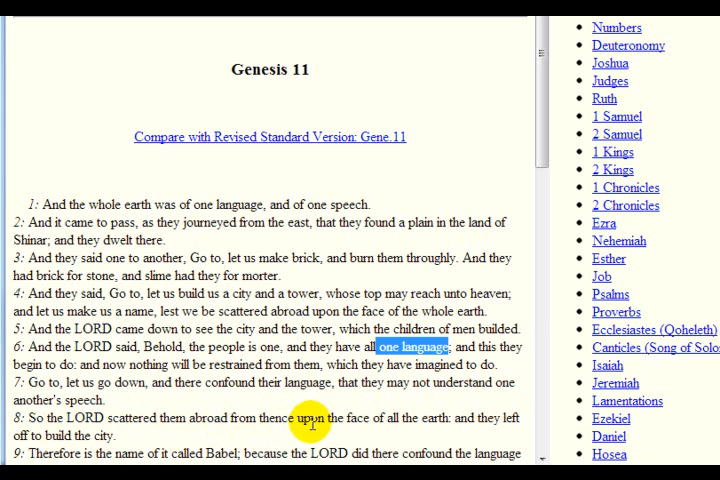 Genesis 11
Compare with Revised Standard Version: Gene.11
1: And the whole earth was of one language, and of one speech.
2: And it came to pass, as they journeyed from the east, that they found a plain in the land of
Shinar; and they dwelt there.
3: And they said one to another, Go to, let us make brick, and burn them throughly. And they
had brick for stone, and slime had they for morter.
4: And they said, Go to, let us build us a city and a tower, whose top may reach unto heaven;
and let us make us a name, lest we be scattered abroad upon the face of the whole earth.
5: And the LORD came down to see the city and the tower, which the children of men builded.
6: And the LORD said, Behold, the people is one, and they have all one language; and this they
begin to do: and now nothing will be restrained from them, which they have imagined to do.
7: Go to, let us go down, and there confound their language, that they may not understand one
another's speech.
8: So the LORD scattered them abroad from thence upon the face of all the earth: and they left
off to build the city.
9: Therefore is the name of it called Babel; because the LORD did there confound the language
Numbers
Deuteronomy
Joshua
Judges
Ruth
1 Samuel
2 Samuel
1 Kings
2 Kings
1 Chronicles
2 Chronicles
Ezra
Nehemiah
Esther
Job
Psalms
Proverbs
Ecclesiastes (Qoheleth)
Canticles (Song of Solo
Isaiah
Jeremiah
Lamentations
Ezekiel
Daniel
Hosea